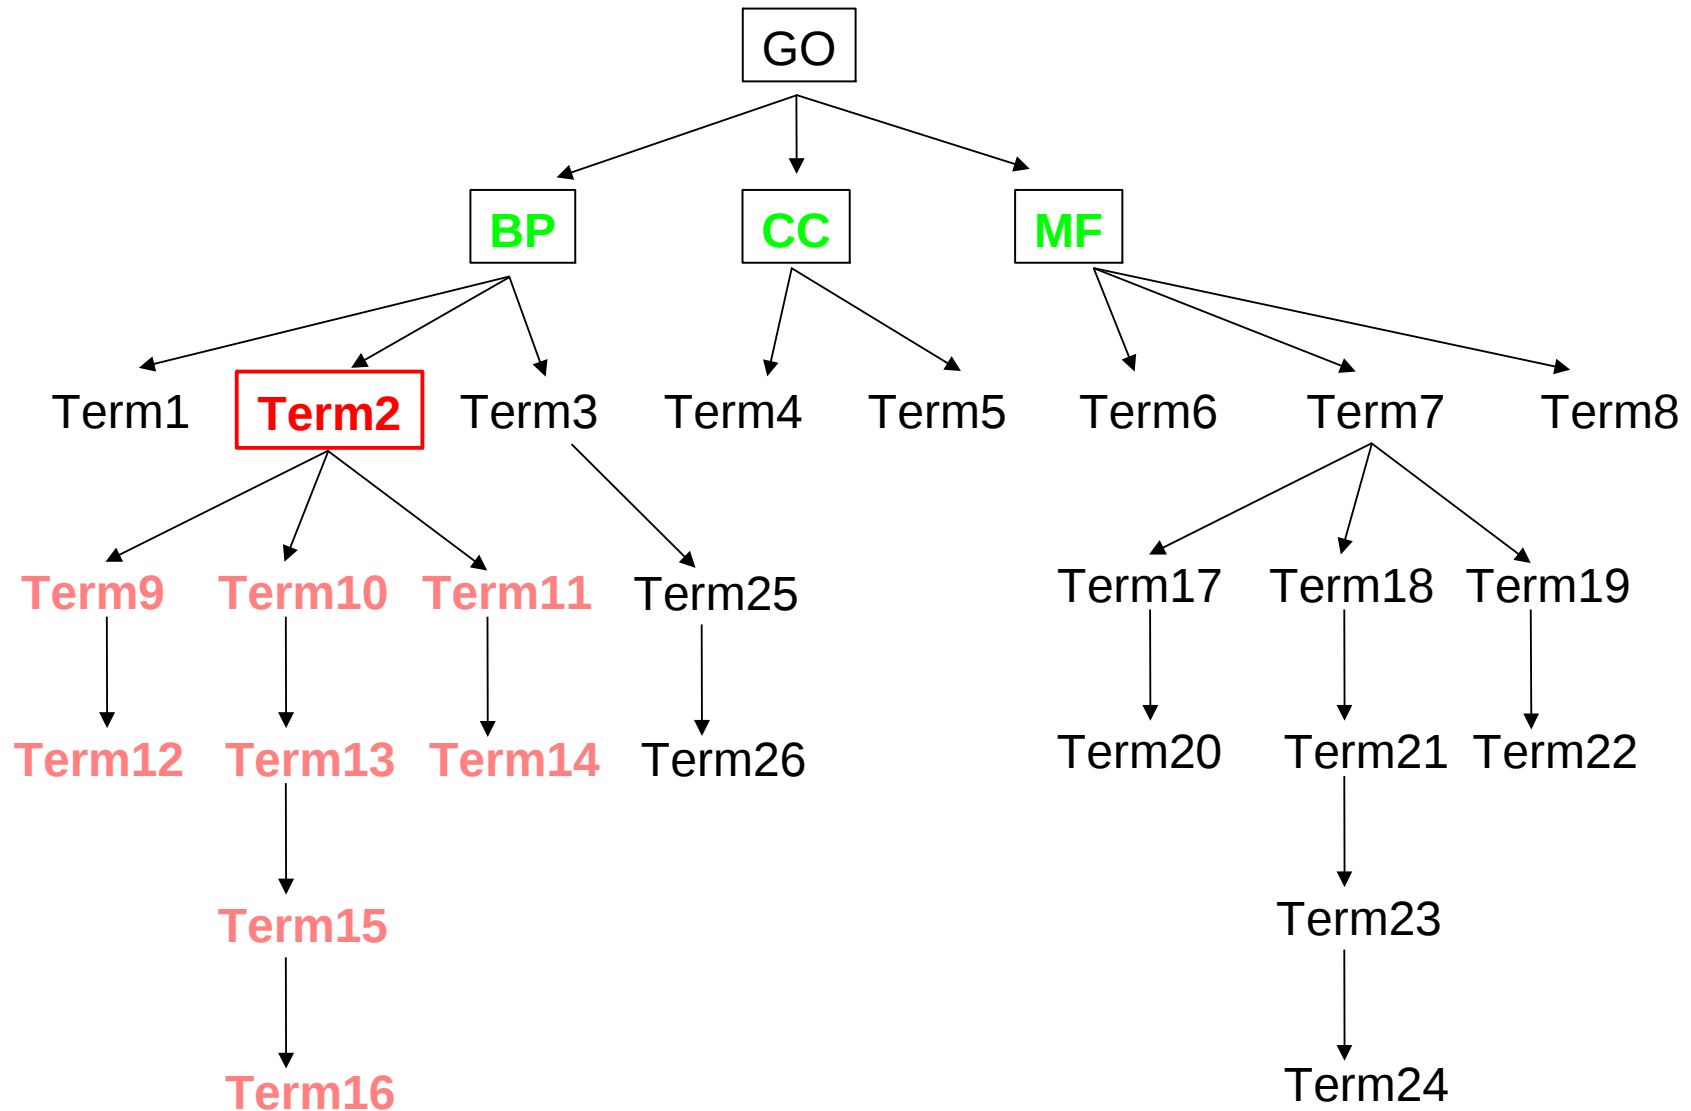 GO
BP CC MF
Term1 Term2 Term3 Term4 Term5 Term6 Term7 Term8
Term9 Term10 Term11 Term25 Term17 Term18 Term19
Term12 Term13 Term14 Term26 Term20 Term21 Term22
Term15 Term23
Term16 Term24